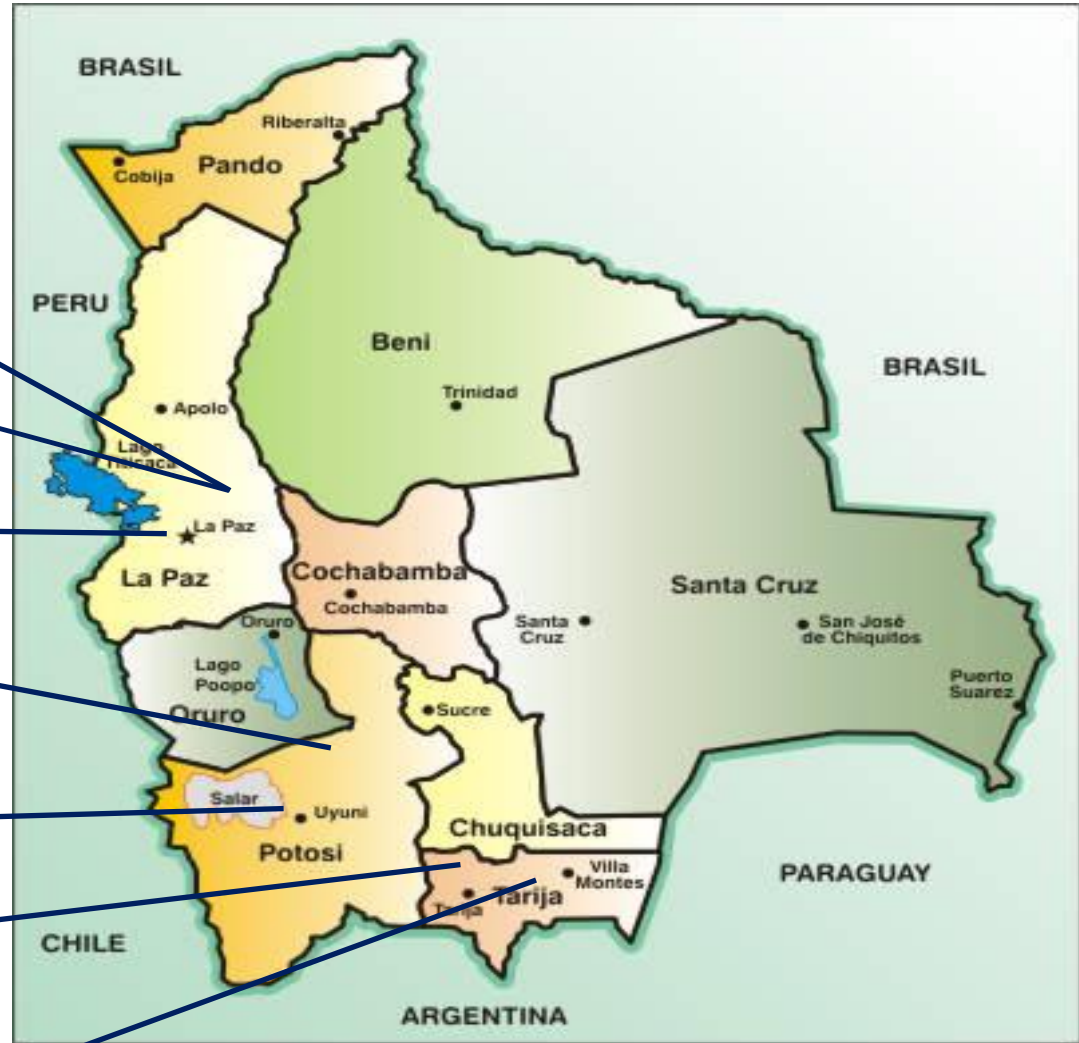 BRASIL
Riberalta
Pando
Cobija
PERU
Beni
BRASIL
Trinidad
Apolo
Lago
La Paz
La Paz
Cochabamba
Cochabamba
Santa Cruz
Santa
Cruz
San José
de Chiquitos
Oruro
Lago
Poopo
Oruro
Puerto
Suarez
Sucre
Salar
Uyuni
Potosi
Chuquisaca
Villa
Montes
Tarija
Tarija
PARAGUAY
CHILE
ARGENTINA